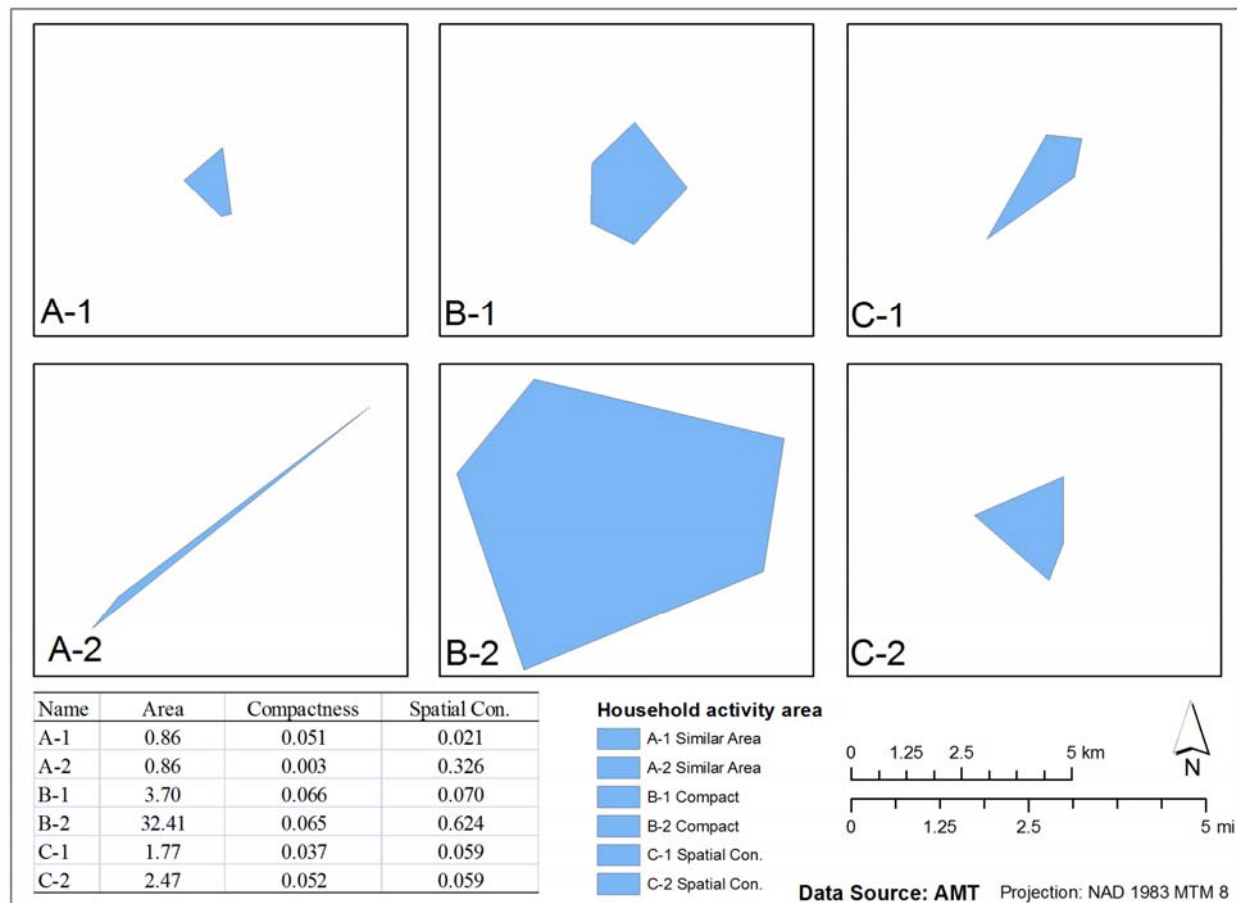 A-1
B-1
C-1
A-2
B-2
C-2
Name Area Compactness Spatial Con.
A-1 0.86 0.051 0.021
A-2 0.86 0.003 0.326
B-1 3.70 0.066 0.070
B-2 32.41 0.065 0.624
C-1 1.77 0.037 0.059
C-2 2.47 0.052 0.059
Household activity area
A-1 Similar Area
A-2 Similar Area
B-1 Compact
B-2 Compact
C-1 Spatial Con.
C-2 Spatial Con.
0 1.25 2.5 5 km
0 1.25 2.5 5 mi
N
Data Source: AMT Projection: NAD 1983 MTM 8